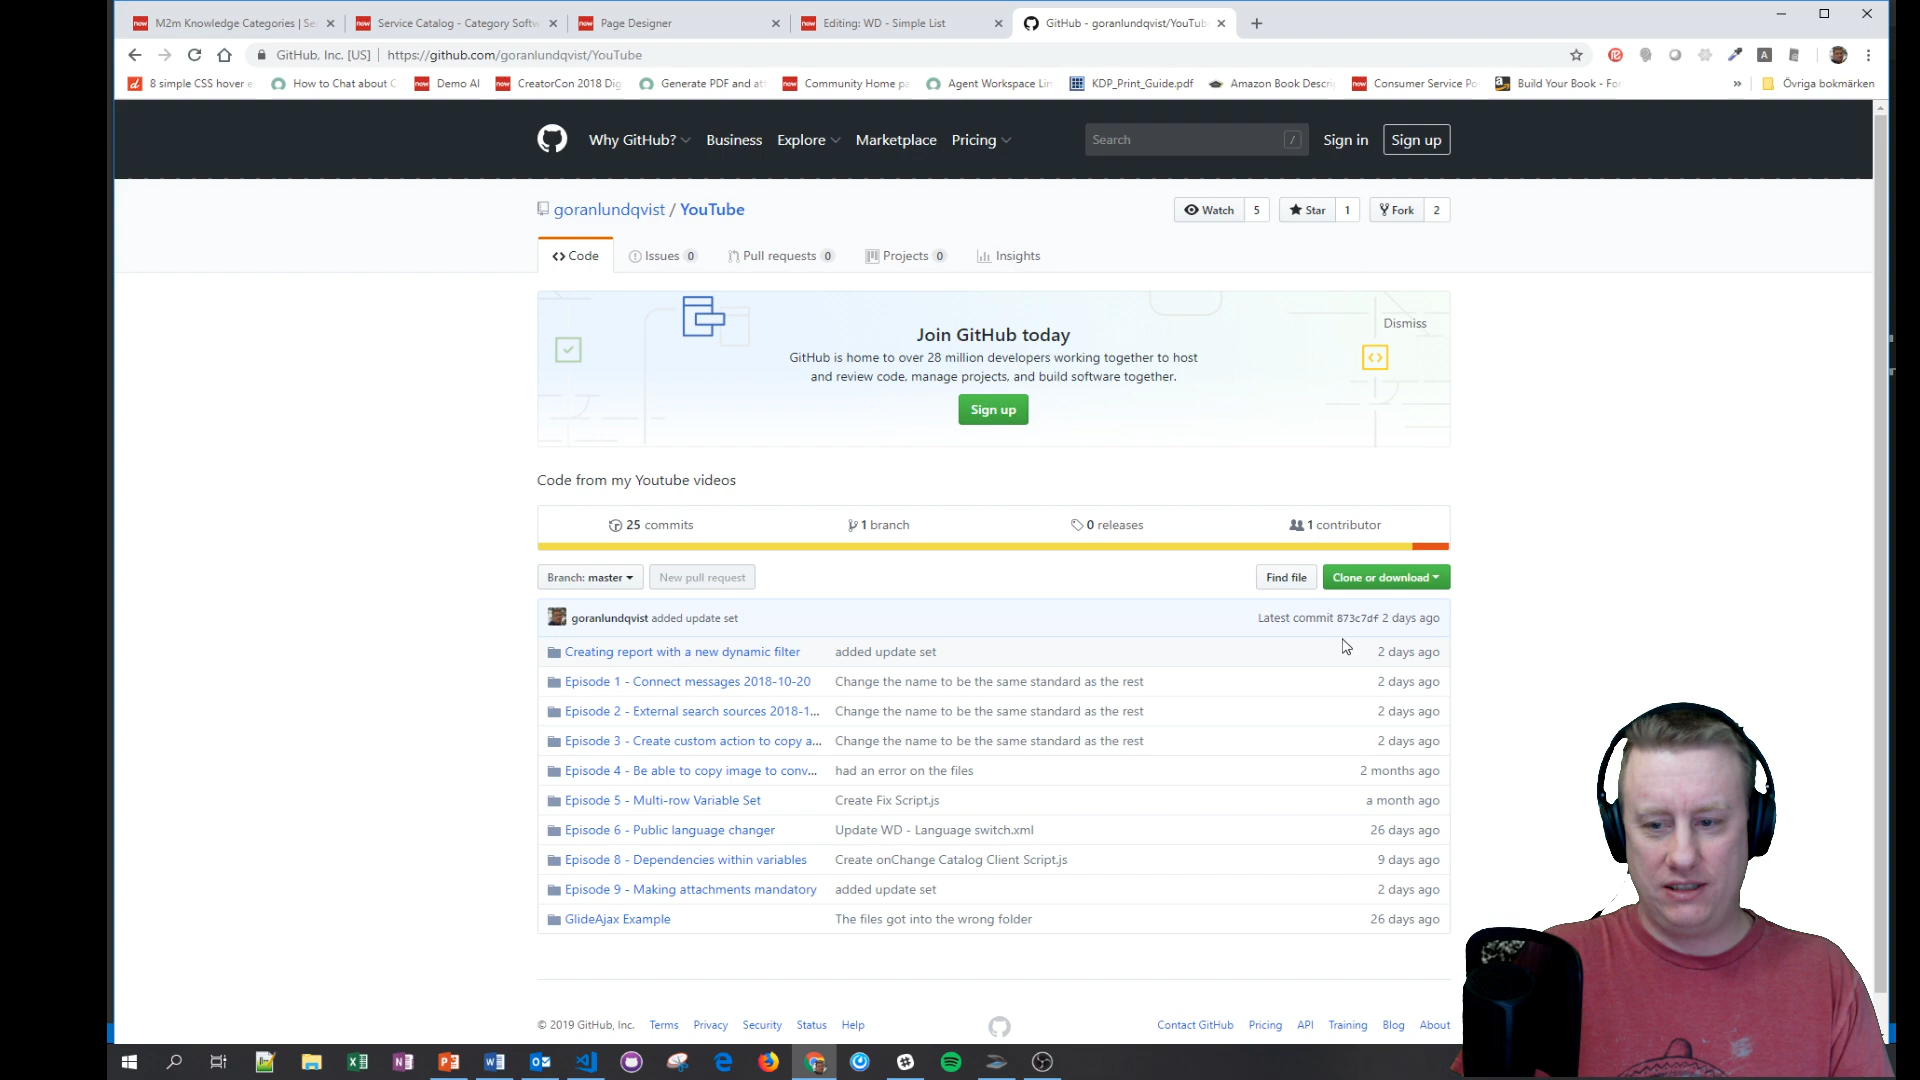 M2m Knowledge Categories | Se
Service Catalog - Category Softw
Page Designer
Editing: WD - Simple List
GitHub - goranlundqvist/YouTub
GitHub, Inc. [US] | https://github.com/goranlundqvist/YouTube
8 simple CSS hover e
How to Chat about C
Demo AI
CreatorCon 2018 Dig
Generate PDF and att
Community Home pa
Agent Workspace Lin
KDP_Print_Guide.pdf
Amazon Book Descri
Consumer Service Po
Build Your Book - For
»
Övriga bokmärken
Why GitHub? Business Explore Marketplace Pricing
Search /
Sign in Sign up
goranlundqvist / YouTube
Watch 5 Star 1 Fork 2
Code Issues 0 Pull requests 0 Projects 0 Insights
Dismiss
Join GitHub today
GitHub is home to over 28 million developers working together to host
and review code, manage projects, and build software together.
Sign up
Code from my Youtube videos
25 commits 1 branch 0 releases 1 contributor
Branch: master New pull request Find file Clone or download
goranlundqvist added update set Latest commit 873c7df 2 days ago
Creating report with a new dynamic filter added update set 2 days ago
Episode 1 - Connect messages 2018-10-20 Change the name to be the same standard as the rest 2 days ago
Episode 2 - External search sources 2018-1... Change the name to be the same standard as the rest 2 days ago
Episode 3 - Create custom action to copy a... Change the name to be the same standard as the rest 2 days ago
Episode 4 - Be able to copy image to conv... had an error on the files 2 months ago
Episode 5 - Multi-row Variable Set Create Fix Script.js a month ago
Episode 6 - Public language changer Update WD - Language switch.xml 26 days ago
Episode 8 - Dependencies within variables Create onChange Catalog Client Script.js 9 days ago
Episode 9 - Making attachments mandatory added update set 2 days ago
GlideAjax Example The files got into the wrong folder 26 days ago
© 2019 GitHub, Inc. Terms Privacy Security Status Help
Contact GitHub Pricing API Training Blog About